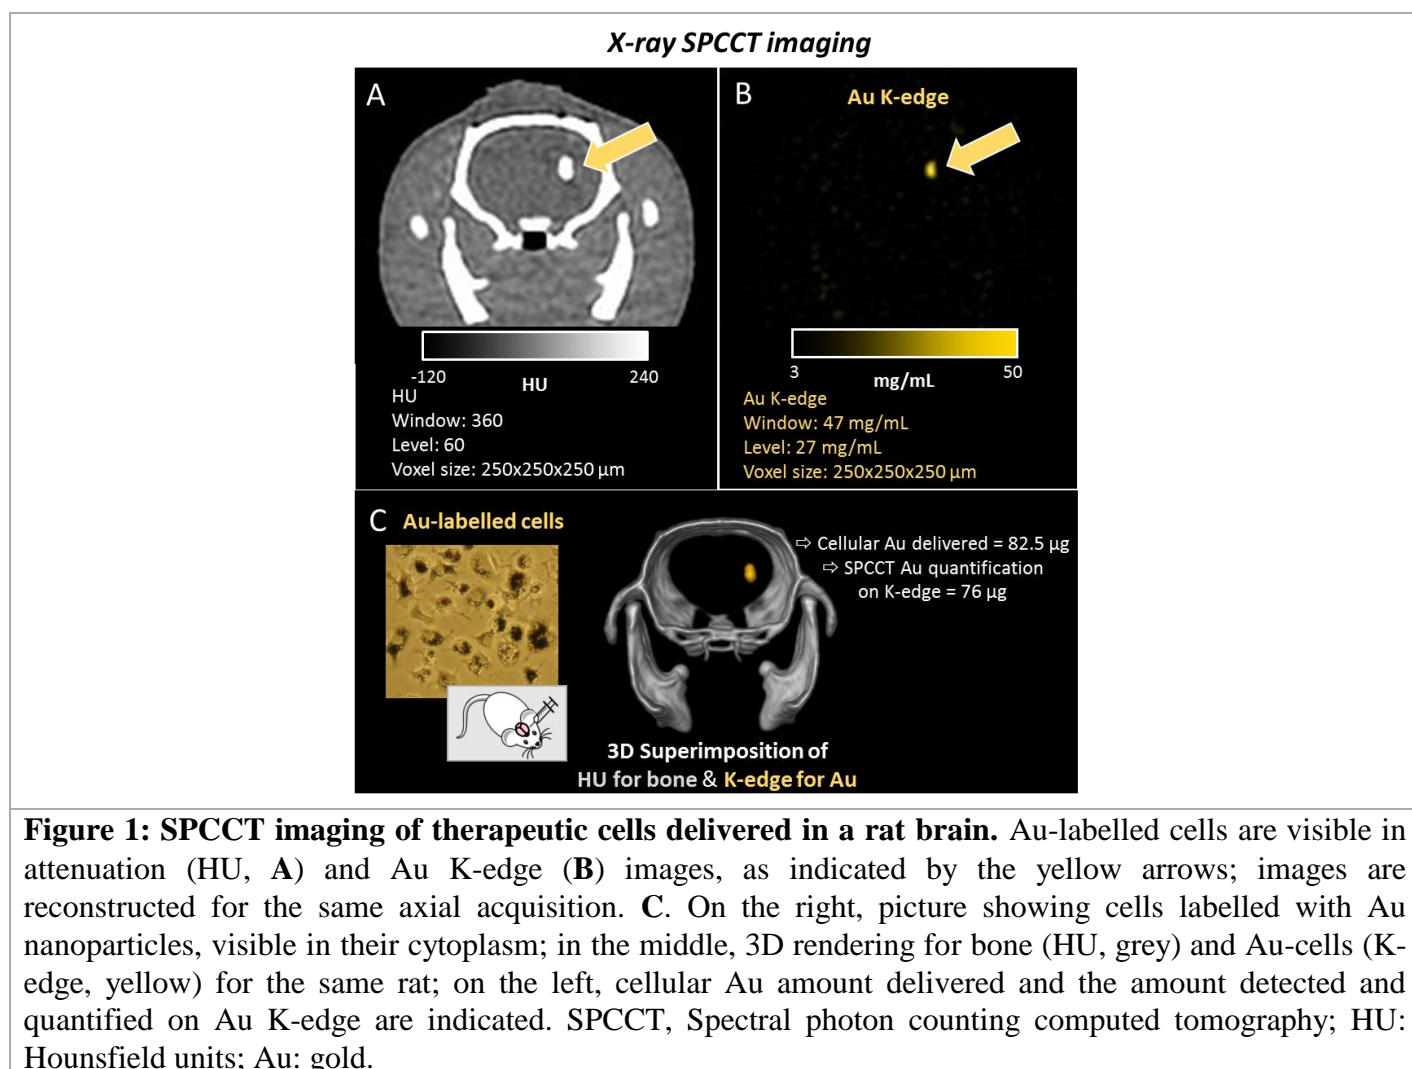 X-ray SPCCT imaging
A
B
Au K-edge
-120
HU
240
HU
Window: 360
Level: 60
Voxel size: 250x250x250 µm
3
mg/mL
50
Au K-edge
Window: 47 mg/mL
Level: 27 mg/mL
Voxel size: 250x250x250 µm
C
Au-labelled cells
⇨ Cellular Au delivered = 82.5 µg
⇨ SPCCT Au quantification
on K-edge = 76 µg
3D Superimposition of
HU for bone & K-edge for Au
Figure 1: SPCCT imaging of therapeutic cells delivered in a rat brain. Au-labelled cells are visible in
attenuation (HU, A) and Au K-edge (B) images, as indicated by the yellow arrows; images are
reconstructed for the same axial acquisition. C. On the right, picture showing cells labelled with Au
nanoparticles, visible in their cytoplasm; in the middle, 3D rendering for bone (HU, grey) and Au-cells (K-
edge, yellow) for the same rat; on the left, cellular Au amount delivered and the amount detected and
quantified on Au K-edge are indicated. SPCCT, Spectral photon counting computed tomography; HU:
Hounsfield units; Au: gold.